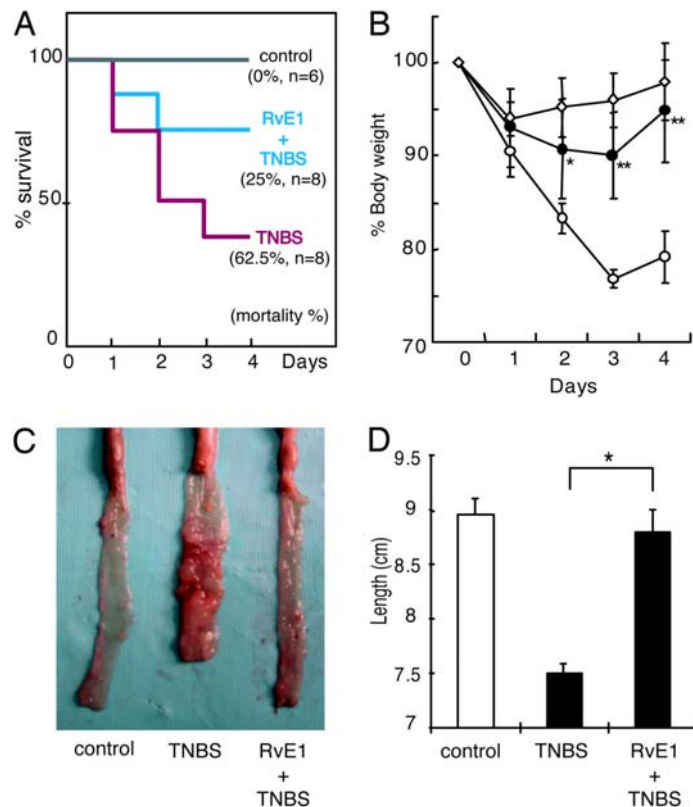 A
% survival
100
50
0
control
(0%, n=6)
RvE1
+
TNBS
(25%, n=8)
TNBS
(62.5%, n=8)
(mortality %)
0 1 2 3 4 Days
B
% Body weight
100
90
80
70
*
**
**
0 1 2 3 4
Days
C
control TNBS RvE1
+
TNBS
D
Length (cm)
9.5
9
8.5
8
7.5
7
*
control TNBS RvE1
+
TNBS